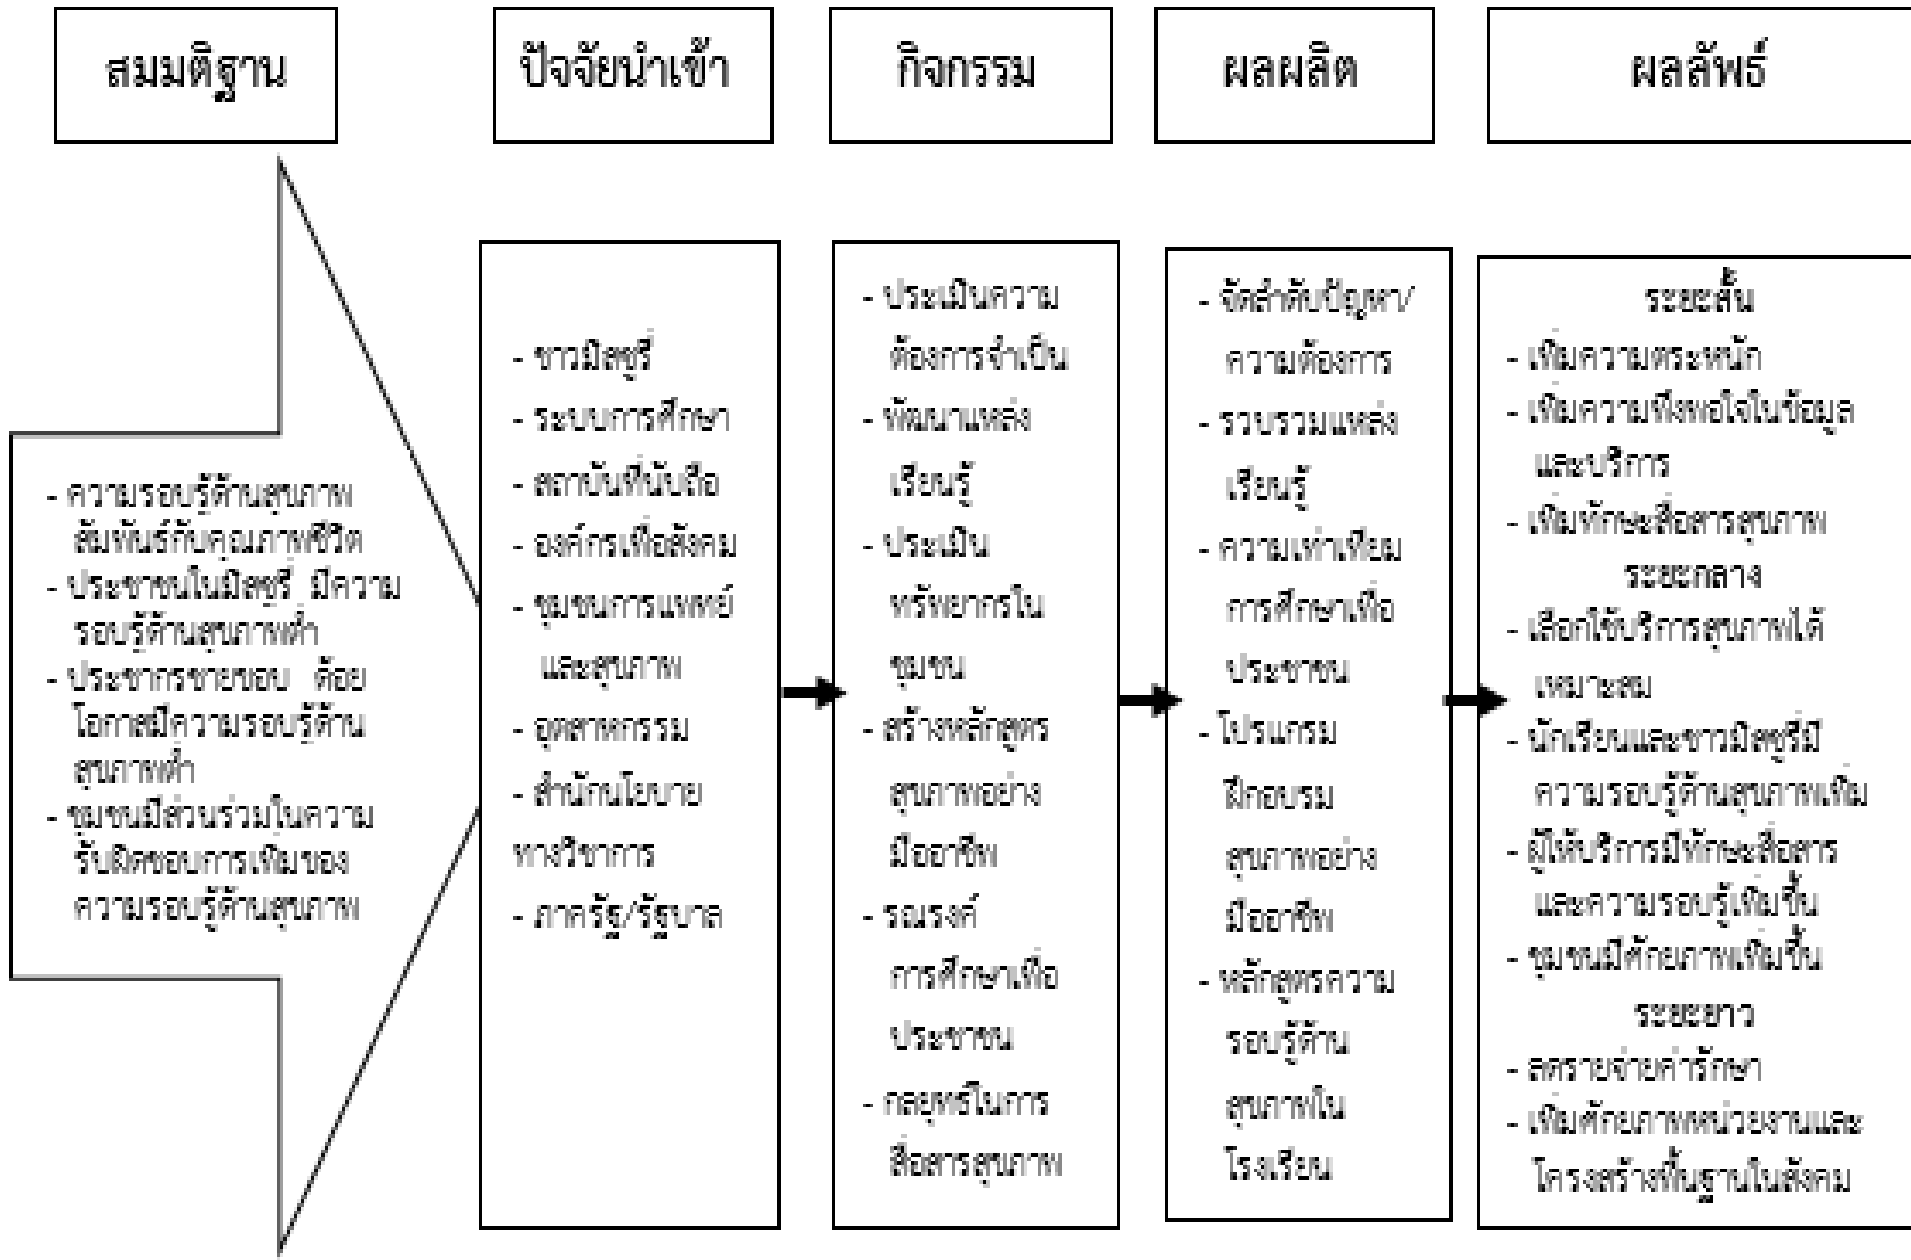 สมมติฐาน
ปัจจัยนำเข้า
กิจกรรม
ผลผลิต
ผลลัพธ์
- ความรอบรู้ด้านสุขภาพ
สัมพันธ์กับคุณภาพชีวิต
- ประชาชนในมิสซูรี่ มีความ
รอบรู้ด้านสุขภาพต่ำ
- ประชากรชายขอบ ด้อย
โอกาสมีความรอบรู้ด้าน
สุขภาพต่ำ
- ชุมชนมีส่วนร่วมในความ
รับผิดชอบการเพิ่มของ
ความรอบรู้ด้านสุขภาพ
- ชาวมิสซูรี่
- ระบบการศึกษา
- สถาบันที่นับถือ
- องค์กรเพื่อสังคม
- ชุมชนการแพทย์
และสุขภาพ
- อุตสาหกรรม
- สำนักนโยบาย
ทางวิชาการ
- ภาครัฐ/รัฐบาล
- ประเมินความ
ต้องการจำเป็น
- พัฒนาแหล่ง
เรียนรู้
- ประเมิน
ทรัพยากรใน
ชุมชน
- สร้างหลักสูตร
สุขภาพอย่าง
มืออาชีพ
- รณรงค์
การศึกษาเพื่อ
ประชาชน
- กลยุทธ์ในการ
สื่อสารสุขภาพ
- จัดลำดับปัญหา/
ความต้องการ
- รวบรวมแหล่ง
เรียนรู้
- ความเท่าเทียม
การศึกษาเพื่อ
ประชาชน
- โปรแกรม
ฝึกอบรม
สุขภาพอย่าง
มืออาชีพ
- หลักสูตรความ
รอบรู้ด้าน
สุขภาพใน
โรงเรียน
ระยะสั้น
- เพิ่มความตระหนัก
- เพิ่มความพึงพอใจในข้อมูล
และบริการ
- เพิ่มทักษะสื่อสารสุขภาพ
ระยะกลาง
- เลือกใช้บริการสุขภาพได้
เหมาะสม
- นักเรียนและชาวมิสซูรี่มี
ความรอบรู้ด้านสุขภาพเพิ่ม
- ผู้ให้บริการมีทักษะสื่อสาร
และความรอบรู้เพิ่มขึ้น
- ชุมชนมีศักยภาพเพิ่มขึ้น
ระยะยาว
- ลดรายจ่ายค่ารักษา
- เพิ่มศักยภาพหน่วยงานและ
โครงสร้างพื้นฐานในสังคม